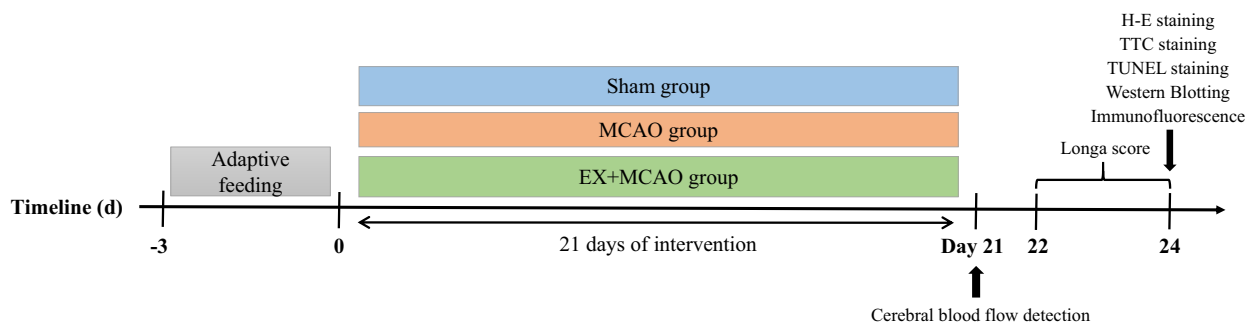 H-E staining
TTC staining
TUNEL staining
Western Blotting
Immunofluorescence
Sham group
MCAO group
EX+MCAO group
Adaptive
feeding
Longa score
Timeline (d)
-3
0
21 days of intervention
Day 21
22
24
Cerebral blood flow detection